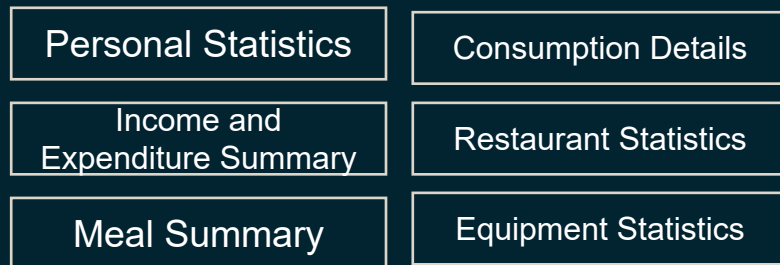 Personal Statistics
Consumption Details
Income and
Expenditure Summary
Restaurant Statistics
Meal Summary
Equipment Statistics